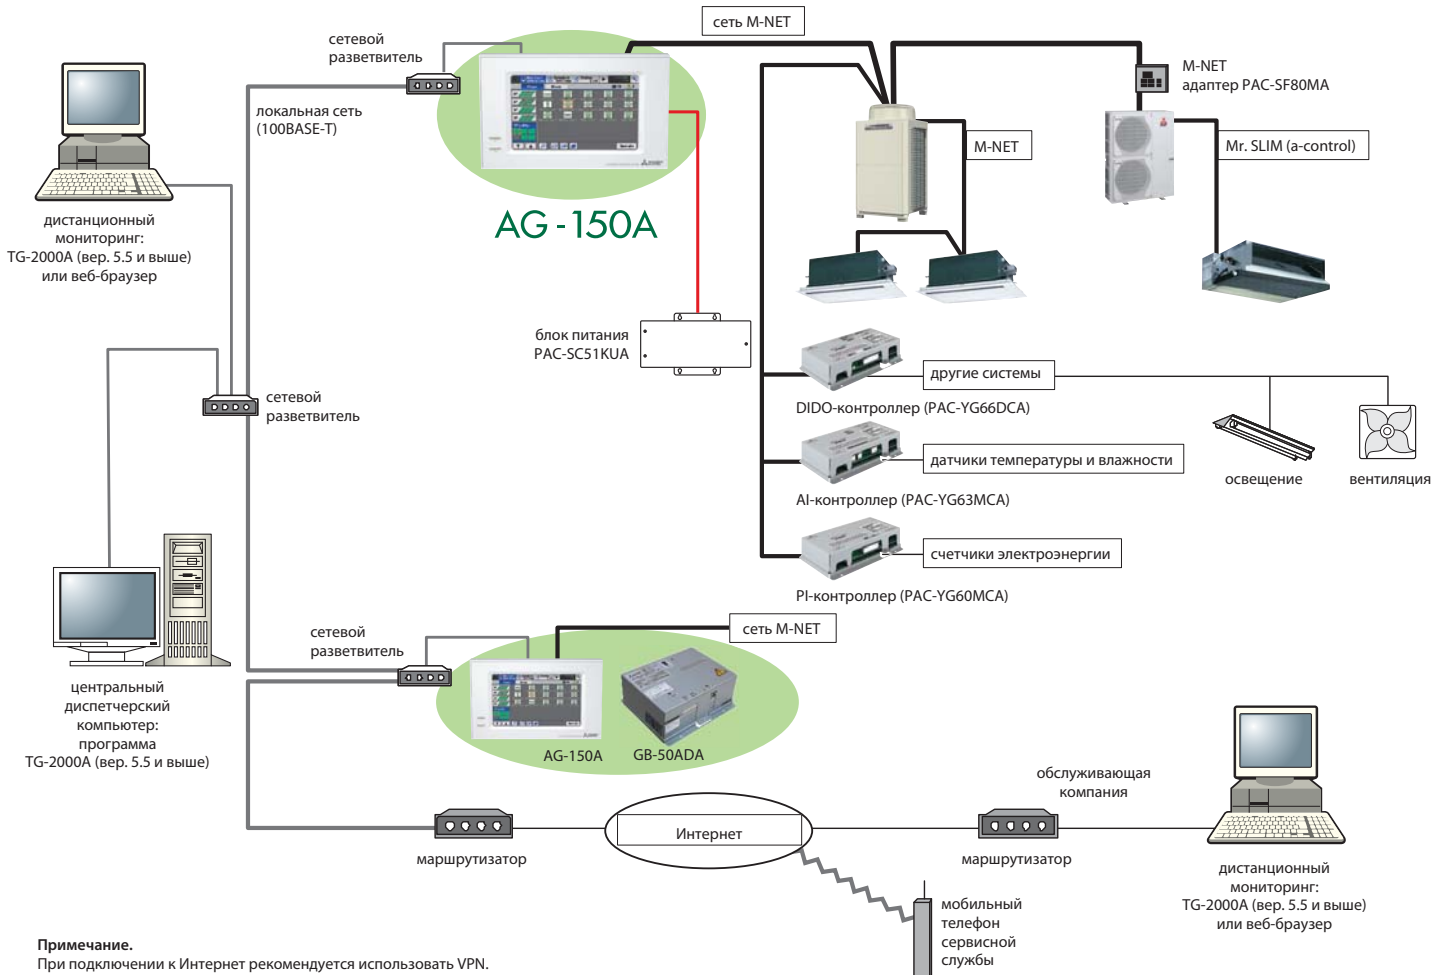 сеть M-NET
сетевой
разветвитель
M-NET
адаптер PAC-SF80MA
локальная сеть
(100BASE-T)
M-NET
Mr. SLIM (a-control)
AG-150A
дистанционный
мониторинг:
TG-2000A (вер. 5.5 и выше)
или веб-браузер
блок питания
PAC-SC51KUA
другие системы
DIDO-контроллер (PAC-YG66DCA)
сетевой
разветвитель
датчики температуры и влажности
AI-контроллер (PAC-YG63MCA)
освещение
вентиляция
счетчики электроэнергии
PI-контроллер (PAC-YG60MCA)
сетевой
разветвитель
сеть M-NET
центральный
диспетчерский
компьютер:
программа
TG-2000A (вер. 5.5 и выше)
AG-150A
GB-50ADA
обслуживающая
компания
Интернет
маршрутизатор
маршрутизатор
дистанционный
мониторинг:
TG-2000A (вер. 5.5 и выше)
или веб-браузер
мобильный
телефон
сервисной
службы
Примечание.
При подключении к Интернет рекомендуется использовать VPN.